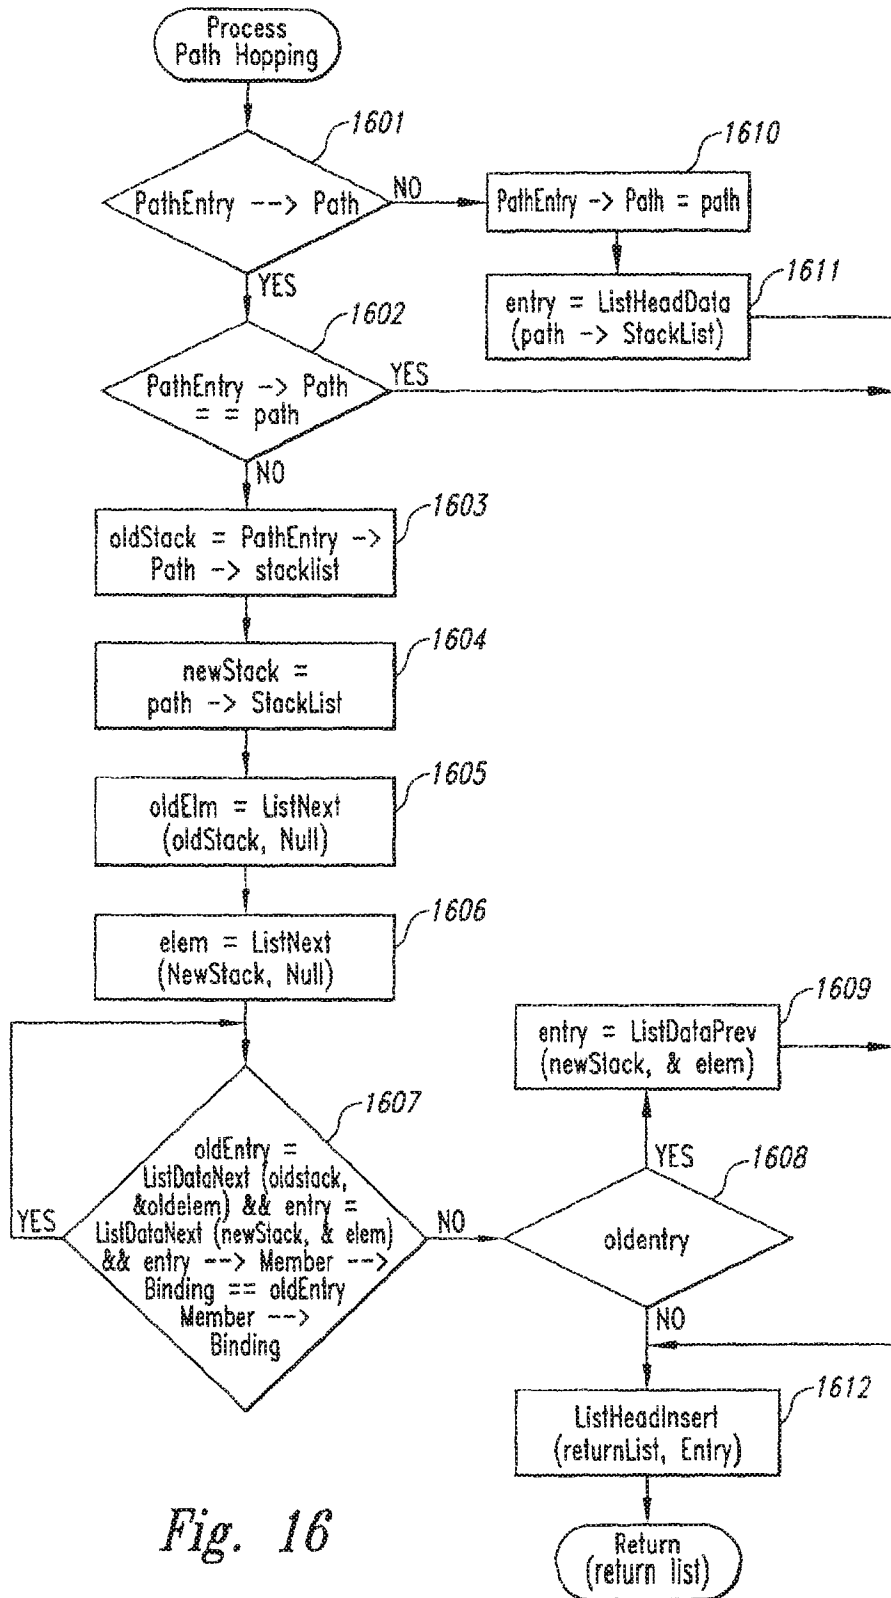 Process
Path Hopping
1601
PathEntry --> Path
NO
YES
1610
PathEntry -> Path = path
1611
entry = ListHeadData
(path -> StackList)
1602
PathEntry -> Path
= = path
YES
NO
1603
oldStack = PathEntry ->
Path -> stacklist
1604
newStack =
path -> StackList
1605
oldElm = ListNext
(oldStack, Null)
1606
elem = ListNext
(NewStack, Null)
1607
oldEntry =
ListDataNext (oldstack,
&oldelem) && entry =
ListDataNext (newStack, & elem)
&& entry --> Member -->
Binding == oldEntry
Member -->
Binding
YES
NO
1609
entry = ListDataPrev
(newStack, & elem)
YES
1608
oldentry
NO
1612
ListHeadInsert
(returnList, Entry)
Return
(return list)
Fig. 16